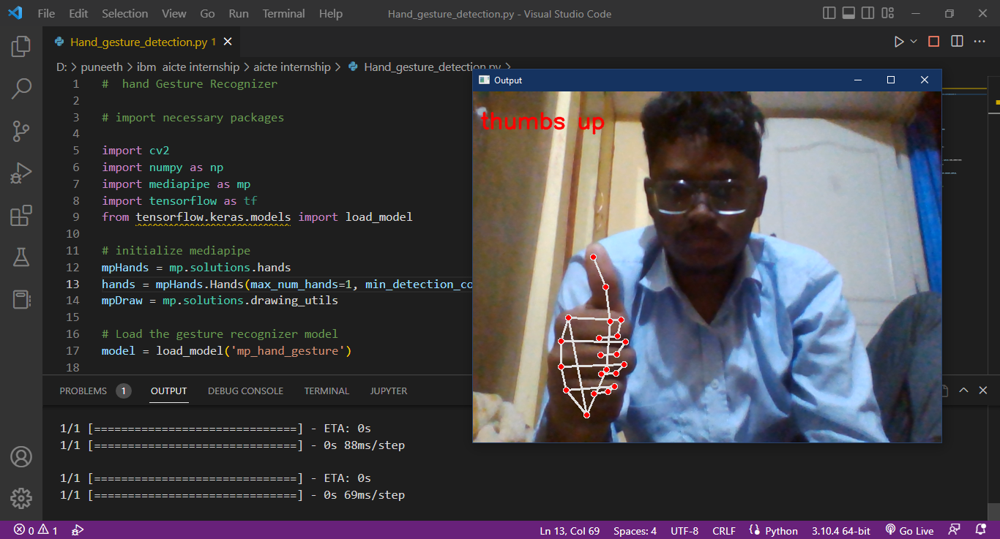 File Edit Selection View Go Run Terminal Help Hand_gesture_detection.py - Visual Studio Code
Hand_gesture_detection.py 1
D: > puneeth > ibm aicte internship > aicte internship > Hand_gesture_detection.py >
1 # hand Gesture Recognizer
2
3 # import necessary packages
4
5 import cv2
6 import numpy as np
7 import mediapipe as mp
8 import tensorflow as tf
9 from tensorflow.keras.models import load_model
10
11 # initialize mediapipe
12 mpHands = mp.solutions.hands
13 hands = mpHands.Hands(max_num_hands=1, min_detection_co
14 mpDraw = mp.solutions.drawing_utils
15
16 # Load the gesture recognizer model
17 model = load_model('mp_hand_gesture')
18
Output
thumbs up
PROBLEMS 1 OUTPUT DEBUG CONSOLE TERMINAL JUPYTER
1/1 [==============================] - ETA: 0s
1/1 [==============================] - 0s 88ms/step
1/1 [==============================] - ETA: 0s
1/1 [==============================] - 0s 69ms/step
0 1 Ln 13, Col 69 Spaces: 4 UTF-8 CRLF Python 3.10.4 64-bit Go Live